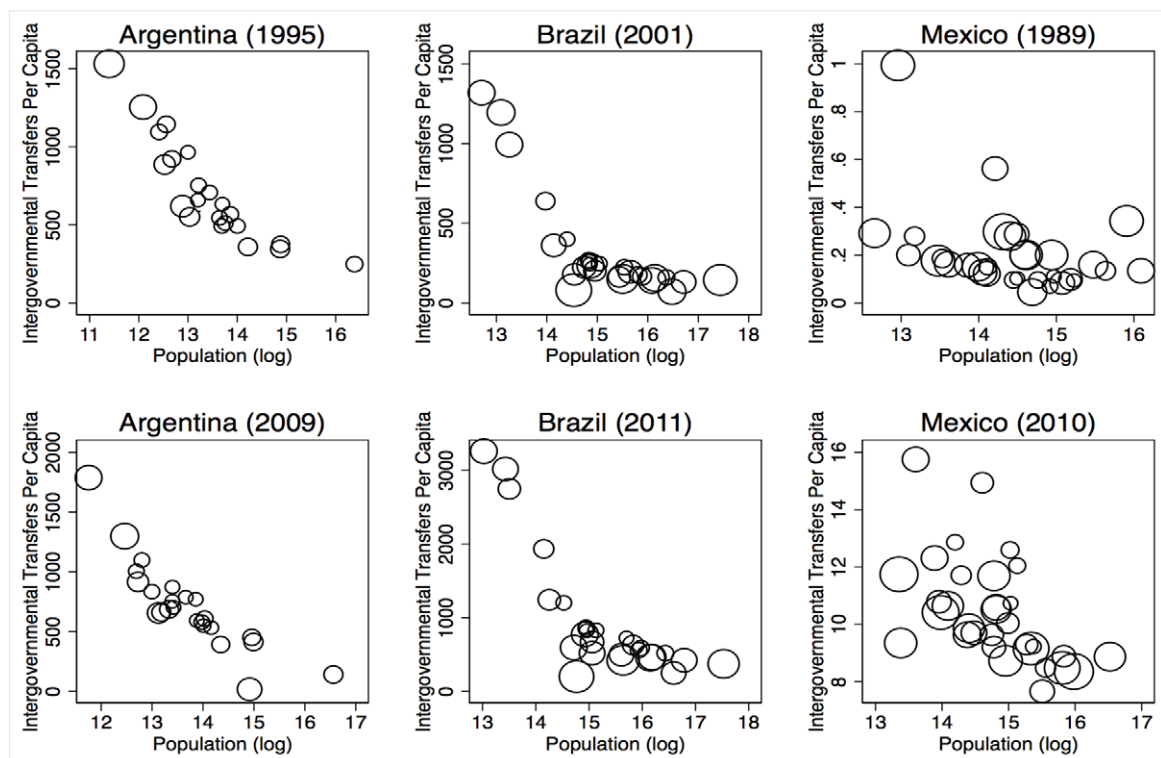 Argentina (1995)
Intergovernmental Transfers Per Capita
1500
1000
500
0
11 12 13 14 15 16
Population (log)
Brazil (2001)
Intergovernmental Transfers Per Capita
1500
1000
500
0
13 14 15 16 17 18
Population (log)
Mexico (1989)
Intergovernmental Transfers Per Capita
1
.8
.6
.4
.2
0
13 14 15 16
Population (log)
Argentina (2009)
Intergovernmental Transfers Per Capita
2000
1500
1000
500
0
12 13 14 15 16 17
Population (log)
Brazil (2011)
Intergovernmental Transfers Per Capita
3000
2000
1000
0
13 14 15 16 17 18
Population (log)
Mexico (2010)
Intergovernmental Transfers Per Capita
16
14
12
10
8
13 14 15 16 17
Population (log)